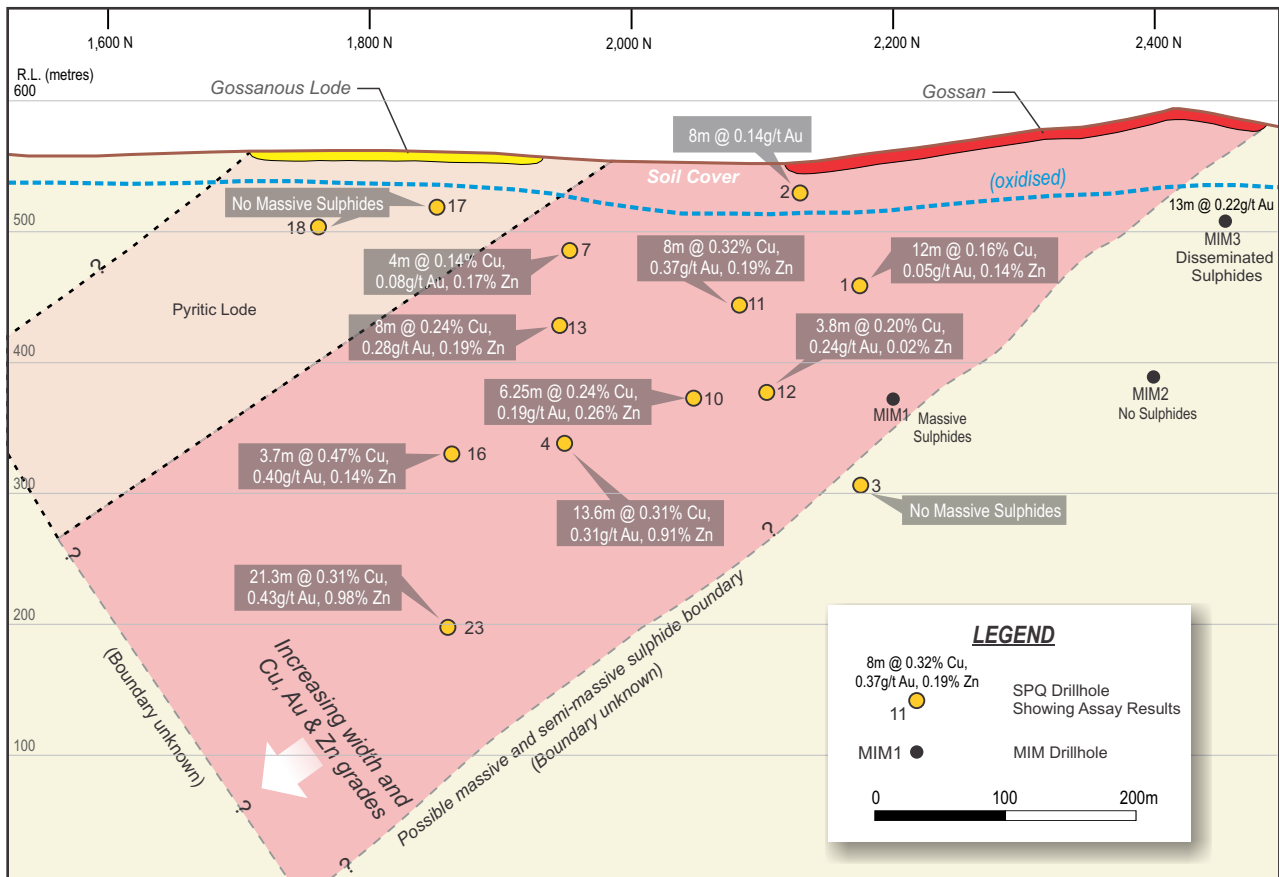 1,600 N
1,800 N
2,000 N
2,200 N
2,400 N
R.L. (metres)
600
Gossanous Lode
Gossan
8m @ 0.14g/t Au
Soil Cover
2
(oxidised)
No Massive Sulphides
17
18
500
13m @ 0.22g/t Au
MIM3
Disseminated
Sulphides
?
4m @ 0.14% Cu,
0.08g/t Au, 0.17% Zn
7
8m @ 0.32% Cu,
0.37g/t Au, 0.19% Zn
11
12m @ 0.16% Cu,
0.05g/t Au, 0.14% Zn
1
Pyritic Lode
8m @ 0.24% Cu,
0.28g/t Au, 0.19% Zn
13
3.8m @ 0.20% Cu,
0.24g/t Au, 0.02% Zn
12
400
6.25m @ 0.24% Cu,
0.19g/t Au, 0.26% Zn
10
MIM1
Massive
Sulphides
MIM2
No Sulphides
3.7m @ 0.47% Cu,
0.40g/t Au, 0.14% Zn
16
4
13.6m @ 0.31% Cu,
0.31g/t Au, 0.91% Zn
300
3
No Massive Sulphides
?
?
21.3m @ 0.31% Cu,
0.43g/t Au, 0.98% Zn
23
200
(Boundary unknown)
Increasing width and
Cu, Au & Zn grades
Possible massive and semi-massive sulphide boundary
(Boundary unknown)
100
?
?
LEGEND
8m @ 0.32% Cu,
0.37g/t Au, 0.19% Zn
11
SPQ Drillhole
Showing Assay Results
MIM1
MIM Drillhole
0
100
200m